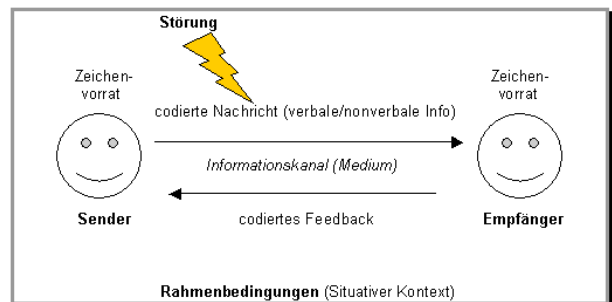 Störung
Zeichen-
vorrat
Zeichen-
vorrat
codierte Nachricht (verbale/nonverbale Info)
Informationskanal (Medium)
Sender
codiertes Feedback
Empfänger
Rahmenbedingungen (Situativer Kontext)